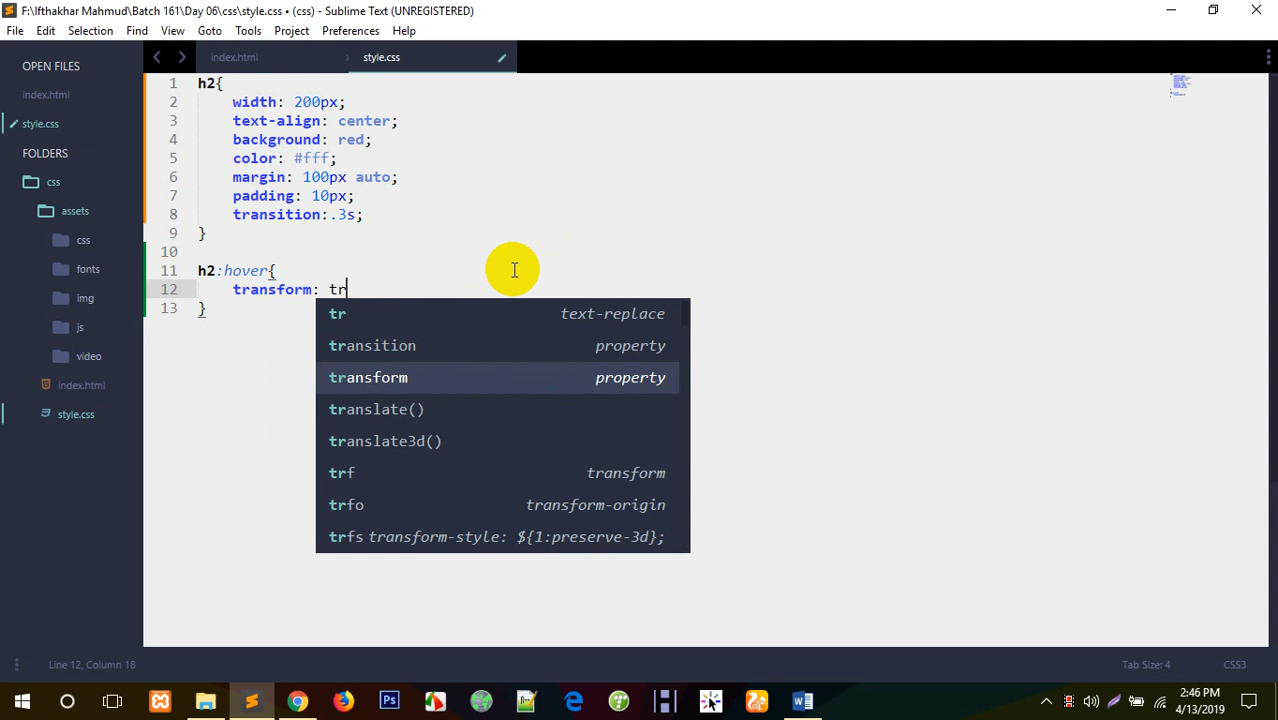 F:\Ifthakhar Mahmud\Batch 161\Day 06\css\style.css • (css) - Sublime Text (UNREGISTERED)
File Edit Selection Find View Goto Tools Project Preferences Help
OPEN FILES
index.html
style.css
FOLDERS
css
assets
css
fonts
img
js
video
index.html
style.css
index.html style.css
1 h2{
2 width: 200px;
3 text-align: center;
4 background: red;
5 color: #fff;
6 margin: 100px auto;
7 padding: 10px;
8 transition:.3s;
9 }
10
11 h2:hover{
12 transform: tr
13 }
tr text-replace
transition property
transform property
translate()
translate3d()
trf transform
trfo transform-origin
trfs transform-style: ${1:preserve-3d};
Line 12, Column 18 Tab Size: 4 CSS3
Ps
W
2:46 PM
4/13/2019